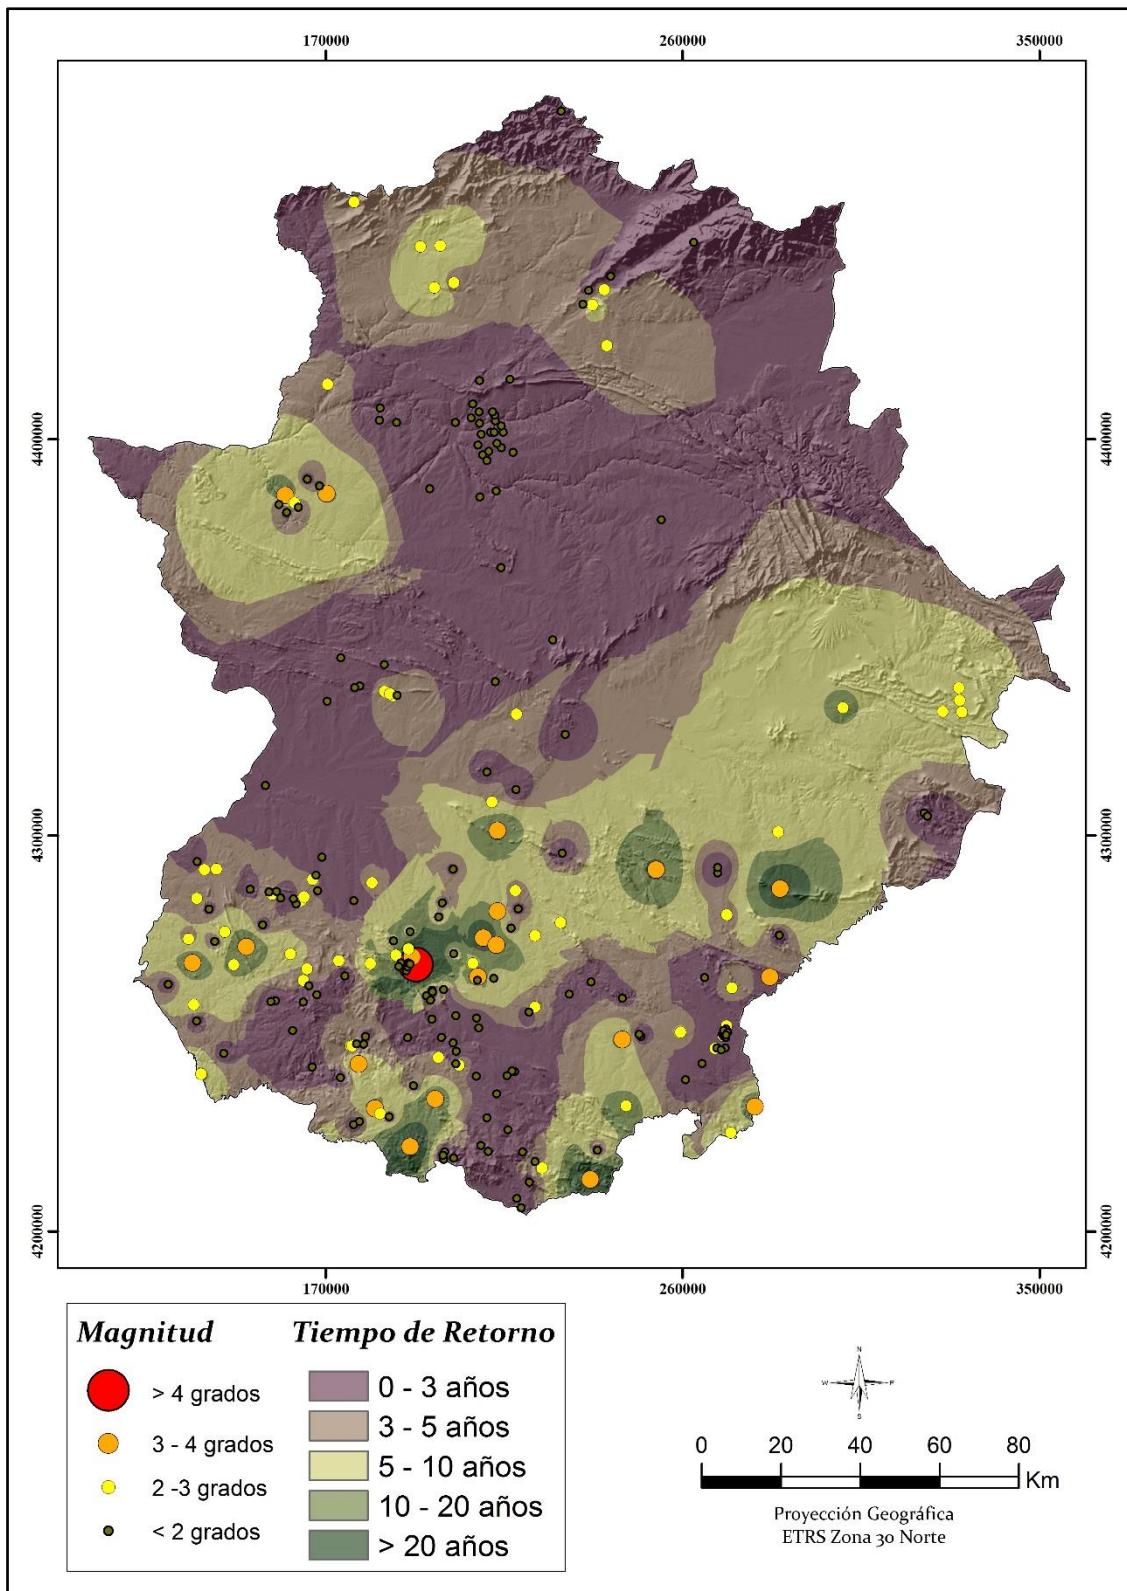 170000 260000 350000
4400000 4400000
4300000 4300000
4200000 4200000
170000 260000 350000
Magnitud
> 4 grados
3 - 4 grados
2 -3 grados
< 2 grados
Tiempo de Retorno
0 - 3 años
3 - 5 años
5 - 10 años
10 - 20 años
> 20 años
N
W E
S
0 20 40 60 80
Km
Proyección Geográfica
ETRS Zona 30 Norte